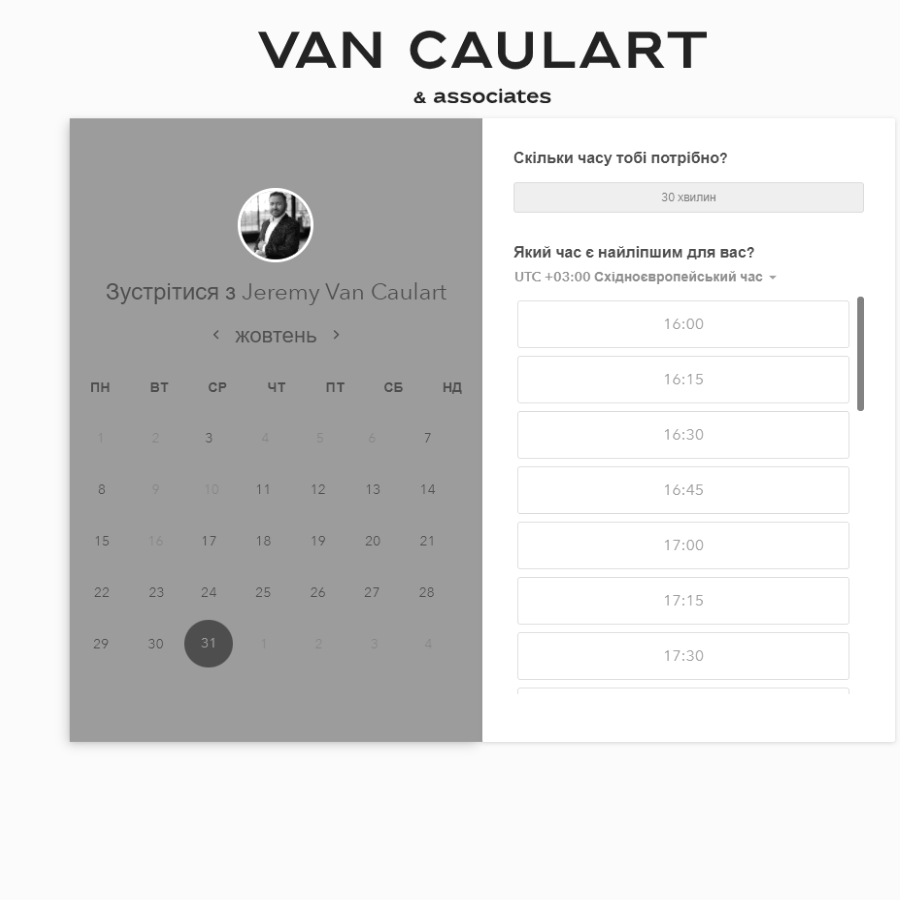 VAN CAULART
& associates
Зустрітися з Jeremy Van Caulart
жовтень
ПН ВТ СР ЧТ ПТ СБ НД
1 2 3 4 5 6 7
8 9 10 11 12 13 14
15 16 17 18 19 20 21
22 23 24 25 26 27 28
29 30 31 1 2 3 4
Скільки часу тобі потрібно?
30 хвилин
Який час є найліпшим для вас?
UTC +03:00 Східноєвропейський час
16:00
16:15
16:30
16:45
17:00
17:15
17:30